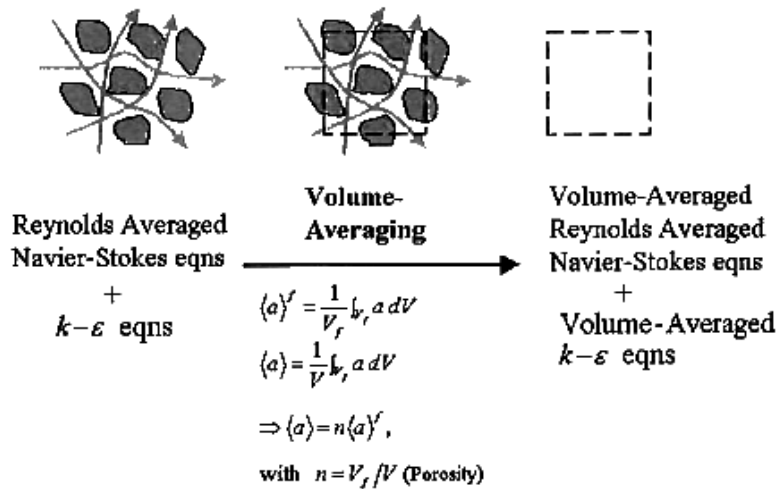 Reynolds Averaged
Navier-Stokes eqns
+
k-ε eqns
Volume-
Averaging
⟨a⟩^f = 1/V_f ∫_{V_f} a dV
⟨a⟩ = 1/V ∫_{V_f} a dV
⇒ ⟨a⟩ = n⟨a⟩^f,
with n = V_f/V (Porosity)
Volume-Averaged
Reynolds Averaged
Navier-Stokes eqns
+
Volume-Averaged
k-ε eqns